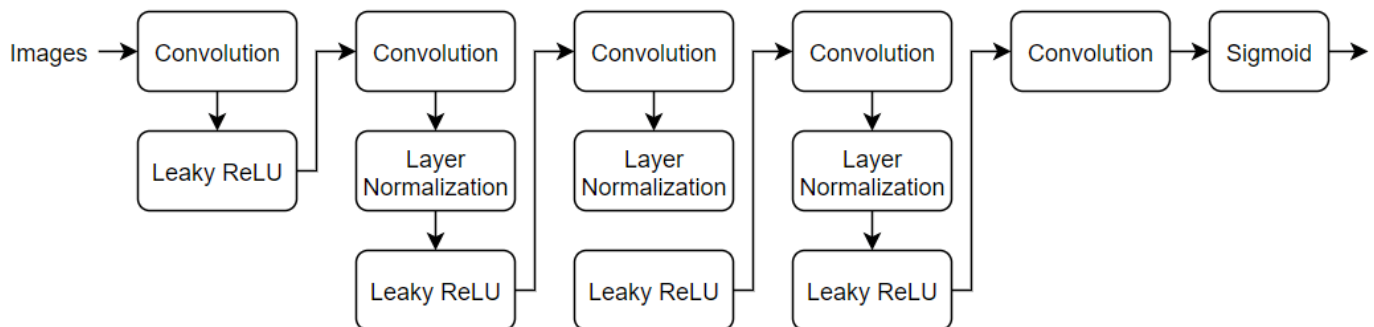 Images
Convolution
Leaky ReLU
Convolution
Layer
Normalization
Leaky ReLU
Convolution
Layer
Normalization
Leaky ReLU
Convolution
Layer
Normalization
Leaky ReLU
Convolution
Sigmoid